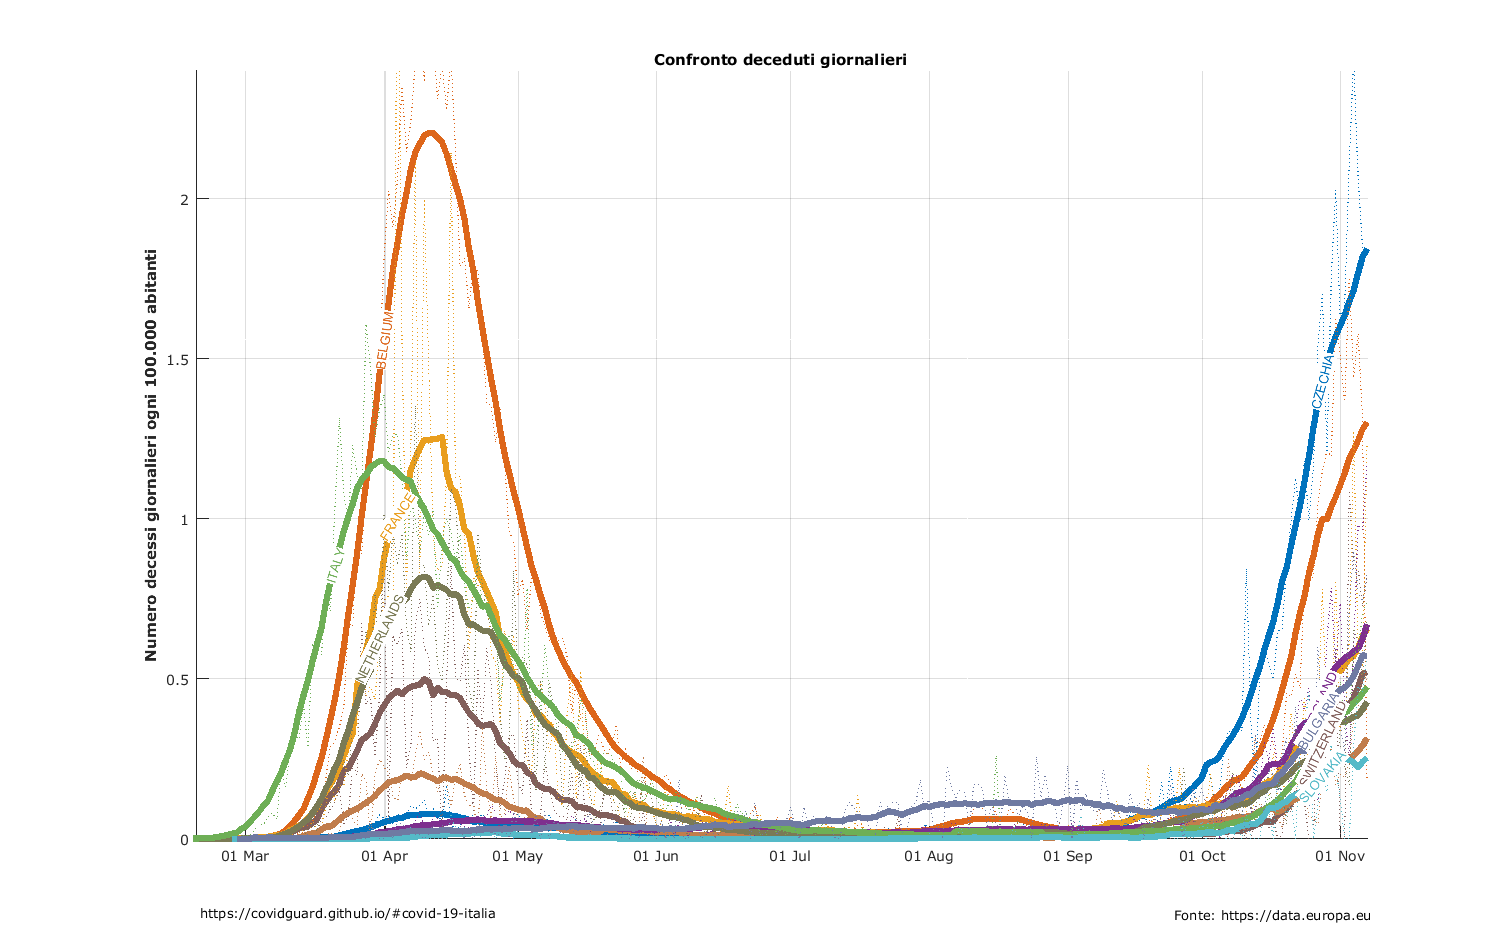 Confronto deceduti giornalieri
Numero decessi giornalieri ogni 100.000 abitanti
2
1.5
1
0.5
0
BELGIUM
FRANCE
ITALY
NETHERLANDS
CZECHIA
BULGARIA
SWITZERLAND
SLOVAKIA
01 Mar
01 Apr
01 May
01 Jun
01 Jul
01 Aug
01 Sep
01 Oct
01 Nov
https://covidguard.github.io/#covid-19-italia
Fonte: https://data.europa.eu